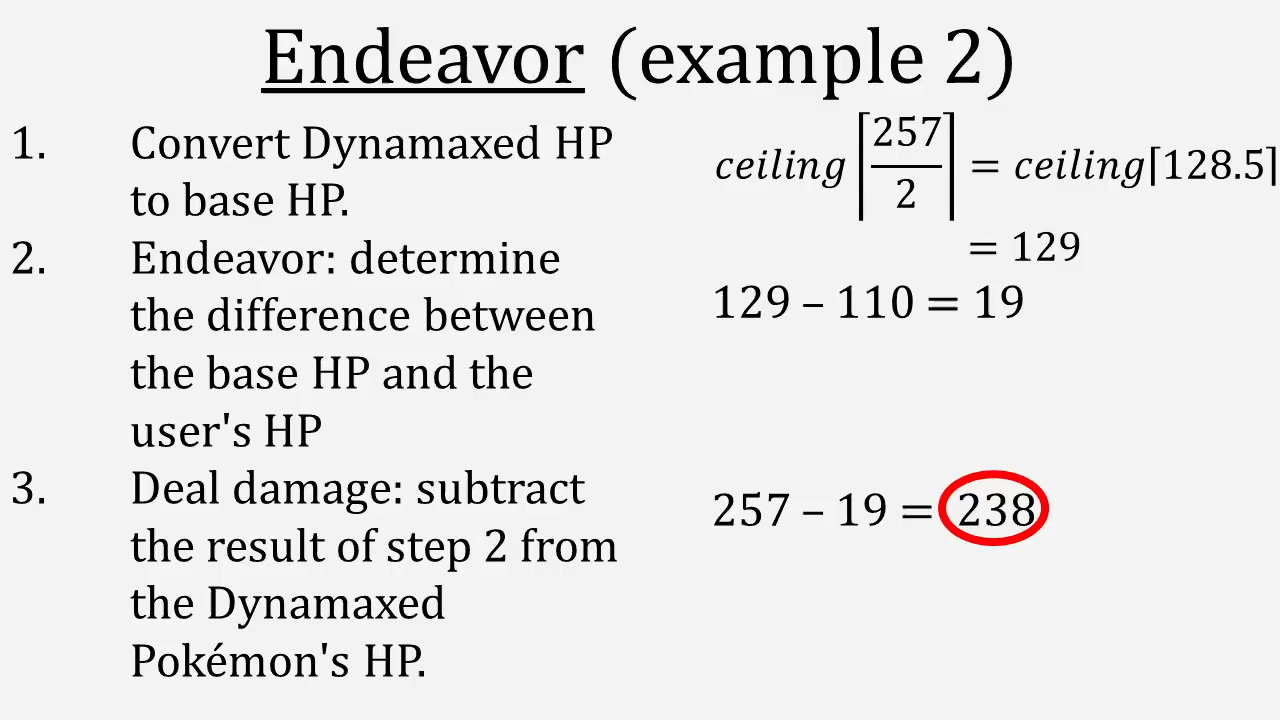 Endeavor (example 2)
1. Convert Dynamaxed HP
to base HP.
2. Endeavor: determine
the difference between
the base HP and the
user's HP
3. Deal damage: subtract
the result of step 2 from
the Dynamaxed
Pokémon's HP.
ceiling⌈257/2⌉ = ceiling⌈128.5⌉
= 129
129 – 110 = 19
257 – 19 = 238